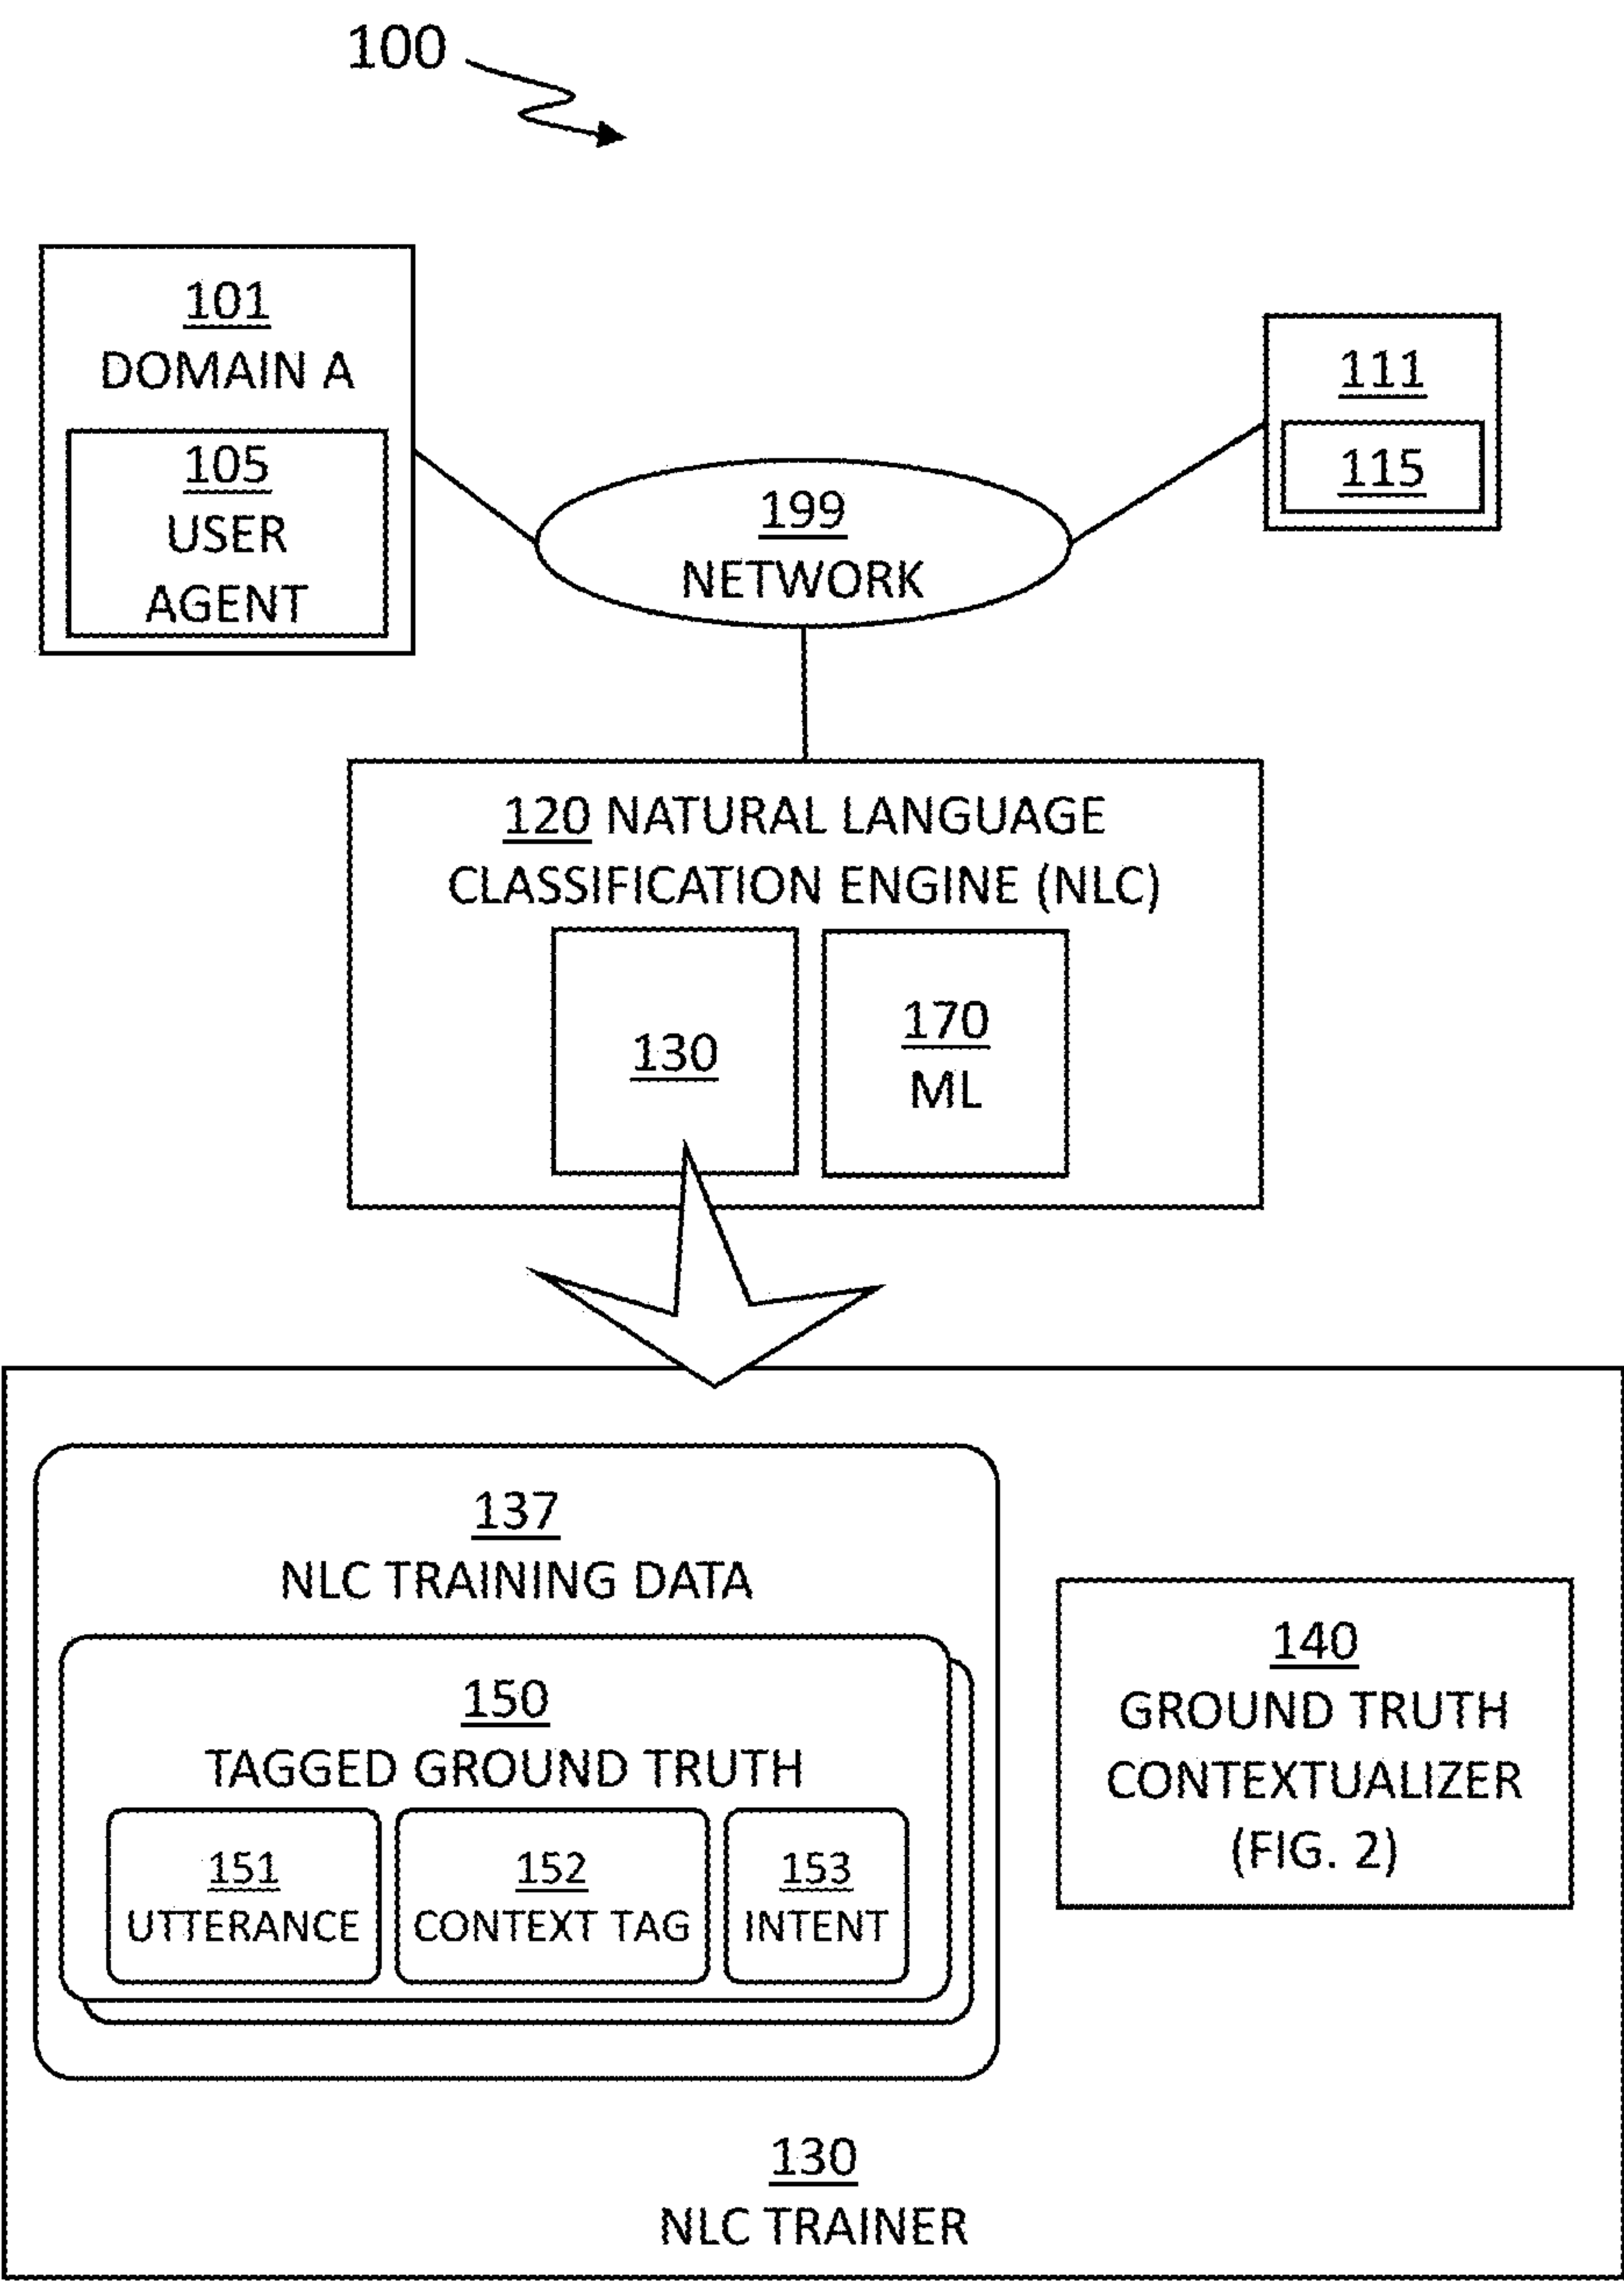 100
101
DOMAIN A
105
USER
AGENT
111
115
199
NETWORK
120 NATURAL LANGUAGE
CLASSIFICATION ENGINE (NLC)
130
170
ML
137
NLC TRAINING DATA
150
TAGGED GROUND TRUTH
151
UTTERANCE
152
CONTEXT TAG
153
INTENT
140
GROUND TRUTH
CONTEXTUALIZER
(FIG. 2)
130
NLC TRAINER